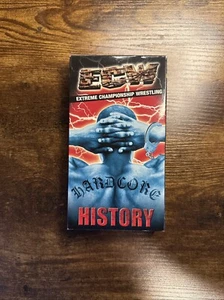 ECW
EXTREME CHAMPIONSHIP WRESTLING
HARDCORE
HISTORY